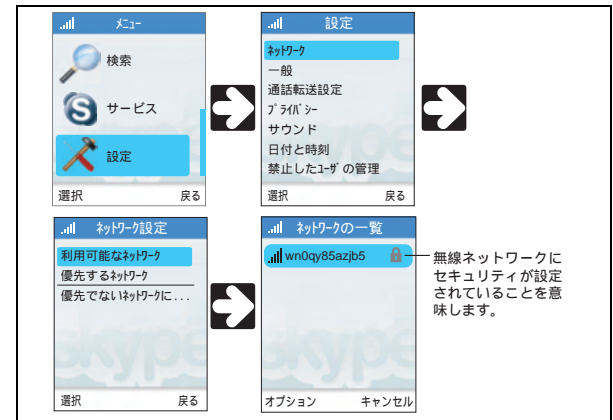 メニュー
検索
サービス
設定
選択 戻る
設定
ネットワーク
一般
通話転送設定
プライバシー
サウンド
日付と時刻
禁止したユーザの管理
選択 戻る
ネットワーク設定
利用可能なネットワーク
優先するネットワーク
優先でないネットワークに...
skype
選択 戻る
ネットワークの一覧
wn0qy85azjb5
skype
オプション キャンセル
無線ネットワークに
セキュリティが設定
されていることを意
味します。